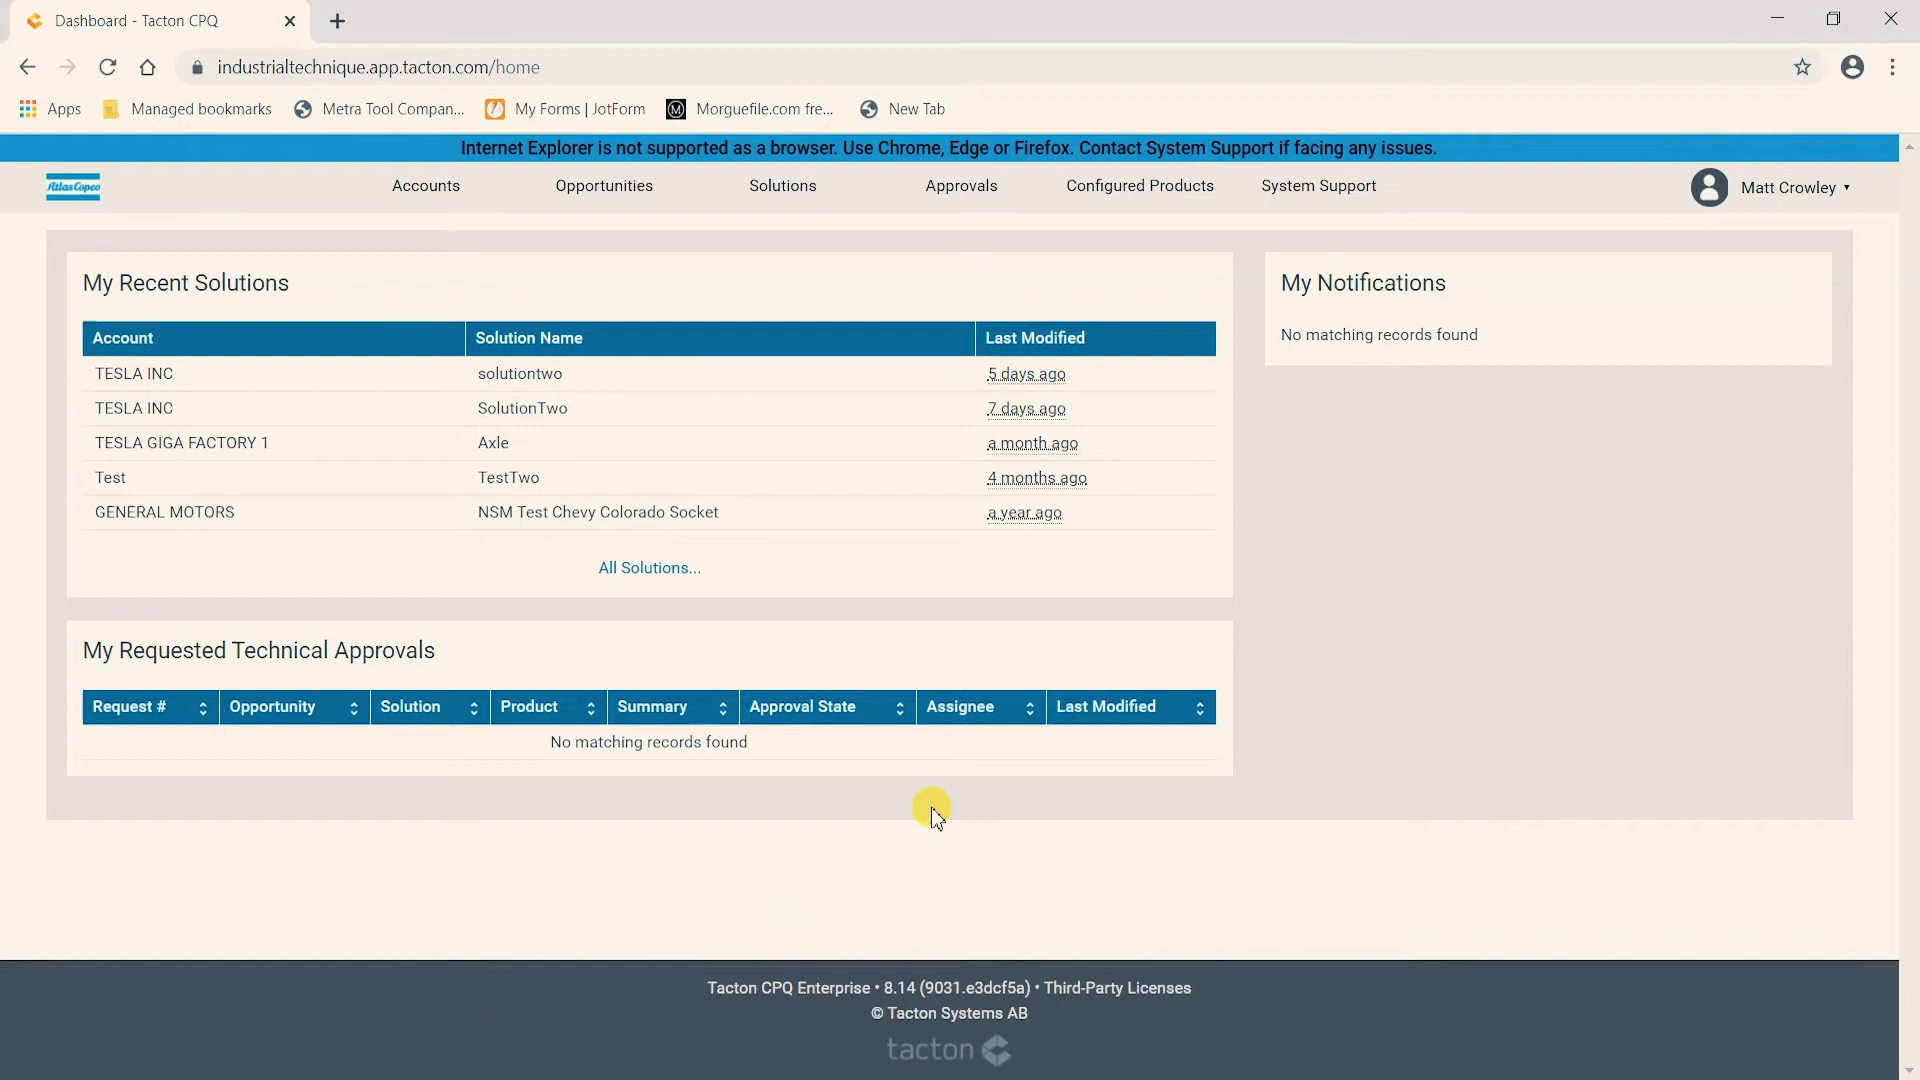 Dashboard - Tacton CPQ
industrialtechnique.app.tacton.com/home
Apps Managed bookmarks Metra Tool Compan... My Forms | JotForm Morguefile.com fre... New Tab
Internet Explorer is not supported as a browser. Use Chrome, Edge or Firefox. Contact System Support if facing any issues.
Atlas Copco Accounts Opportunities Solutions Approvals Configured Products System Support Matt Crowley
My Recent Solutions
Account Solution Name Last Modified
TESLA INC solutiontwo 5 days ago
TESLA INC SolutionTwo 7 days ago
TESLA GIGA FACTORY 1 Axle a month ago
Test TestTwo 4 months ago
GENERAL MOTORS NSM Test Chevy Colorado Socket a year ago
All Solutions...
My Notifications
No matching records found
My Requested Technical Approvals
Request # Opportunity Solution Product Summary Approval State Assignee Last Modified
No matching records found
Tacton CPQ Enterprise • 8.14 (9031.e3dcf5a) • Third-Party Licenses
© Tacton Systems AB
tacton